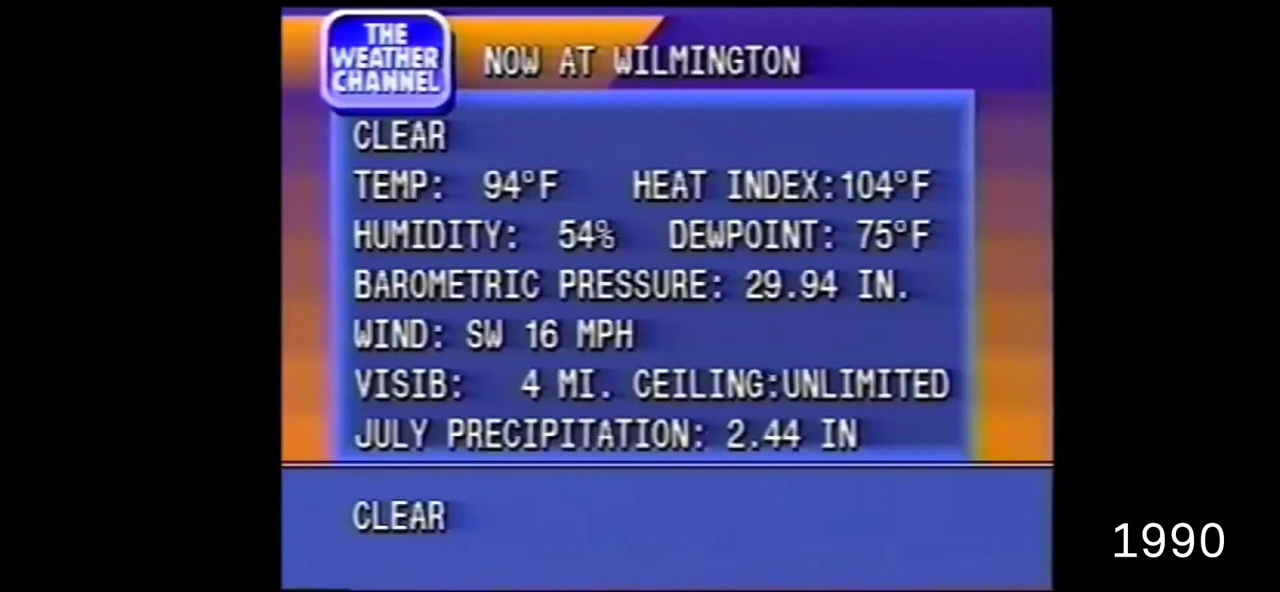 THE
WEATHER
CHANNEL
NOW AT WILMINGTON
CLEAR
TEMP: 94°F HEAT INDEX:104°F
HUMIDITY: 54% DEWPOINT: 75°F
BAROMETRIC PRESSURE: 29.94 IN.
WIND: SW 16 MPH
VISIB: 4 MI. CEILING:UNLIMITED
JULY PRECIPITATION: 2.44 IN
CLEAR
1990